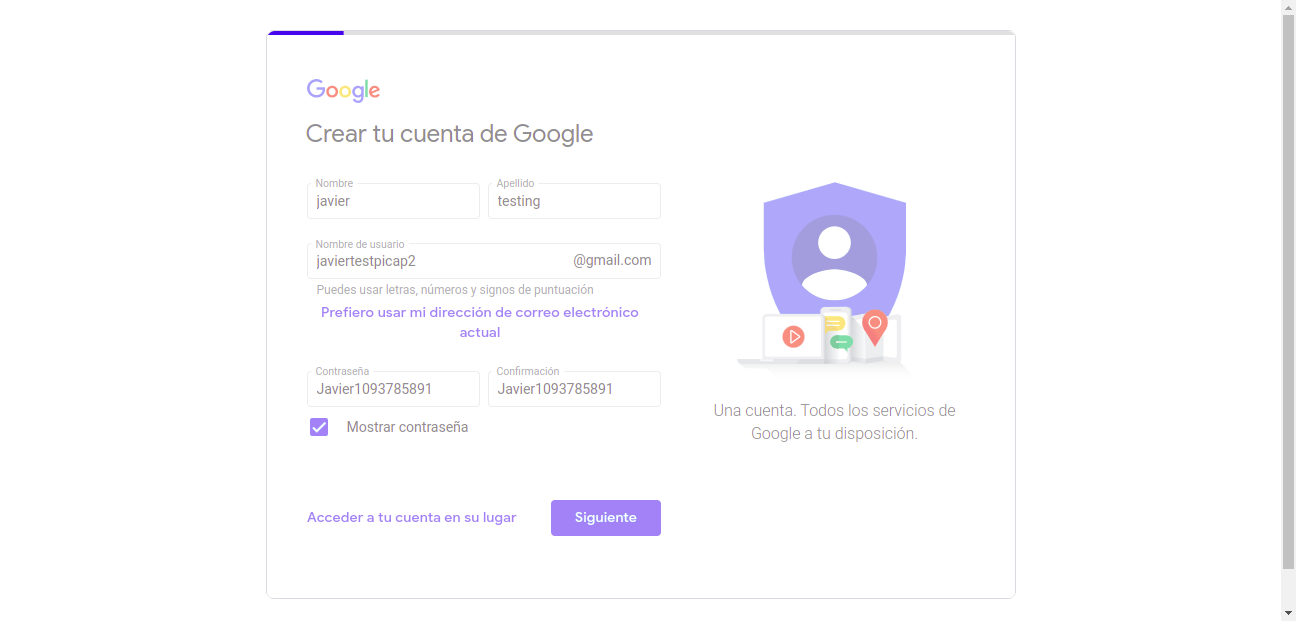 Google
Crear tu cuenta de Google
Nombre
javier
Apellido
testing
Nombre de usuario
javiertestpicap2
@gmail.com
Puedes usar letras, números y signos de puntuación
Prefiero usar mi dirección de correo electrónico
actual
Contraseña
Javier1093785891
Confirmación
Javier1093785891
Mostrar contraseña
Acceder a tu cuenta en su lugar
Siguiente
Una cuenta. Todos los servicios de
Google a tu disposición.